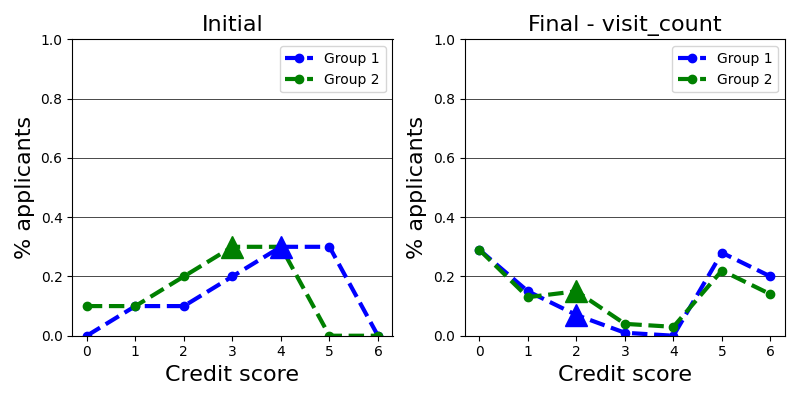 Initial
1.0
0.8
0.6
0.4
0.2
0.0
% applicants
0 1 2 3 4 5 6
Credit score
Group 1
Group 2
Final - visit_count
1.0
0.8
0.6
0.4
0.2
0.0
% applicants
0 1 2 3 4 5 6
Credit score
Group 1
Group 2